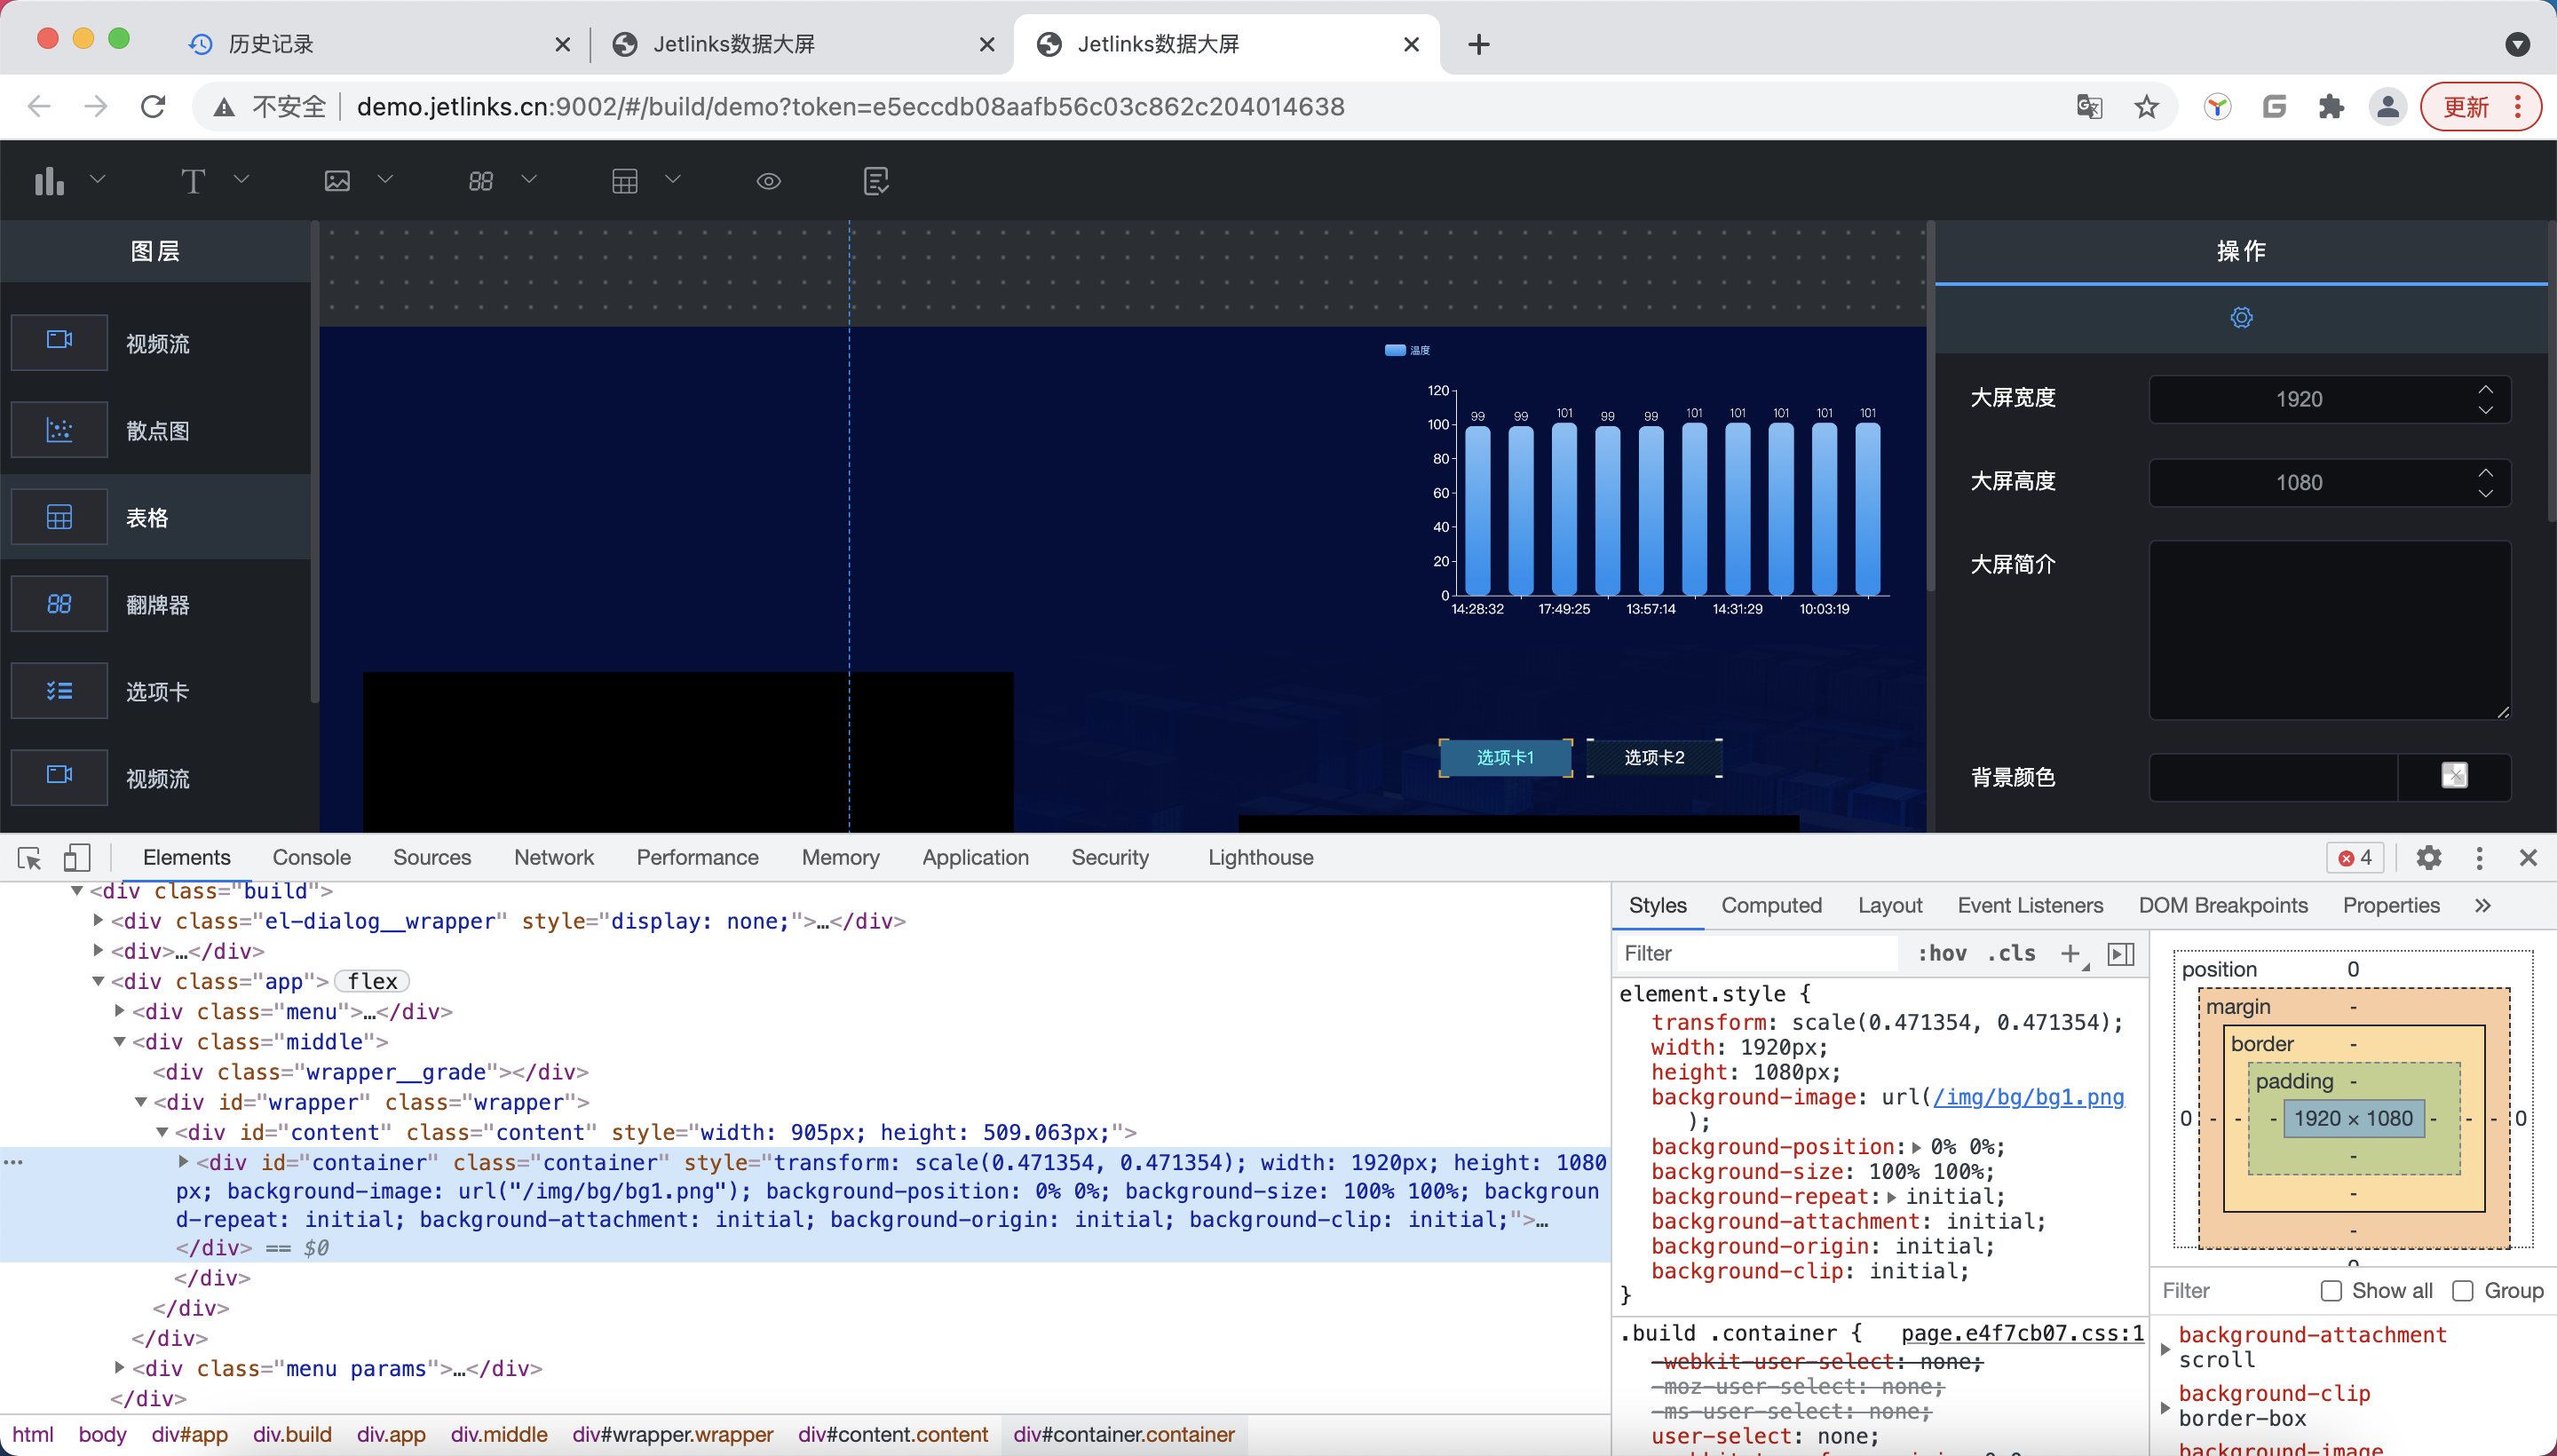 历史记录
Jetlinks数据大屏
Jetlinks数据大屏
不安全
demo.jetlinks.cn:9002/#/build/demo?token=e5eccdb08aafb56c03c862c204014638
更新
图层
视频流
散点图
表格
翻牌器
选项卡
视频流
温度
120
100
80
60
40
20
0
99 99 101 99 99 101 101 101 101 101
14:28:32 17:49:25 13:57:14 14:31:29 10:03:19
选项卡1 选项卡2
操作
大屏宽度 1920
大屏高度 1080
大屏简介
背景颜色
Elements Console Sources Network Performance Memory Application Security Lighthouse
4
<div class="build">
<div class="el-dialog__wrapper" style="display: none;">…</div>
<div>…</div>
<div class="app"> flex
<div class="menu">…</div>
<div class="middle">
<div class="wrapper__grade"></div>
<div id="wrapper" class="wrapper">
<div id="content" class="content" style="width: 905px; height: 509.063px;">
<div id="container" class="container" style="transform: scale(0.471354, 0.471354); width: 1920px; height: 1080
px; background-image: url("/img/bg/bg1.png"); background-position: 0% 0%; background-size: 100% 100%; backgroun
d-repeat: initial; background-attachment: initial; background-origin: initial; background-clip: initial;">…
</div> == $0
</div>
</div>
</div>
<div class="menu params">…</div>
</div>
html body div#app div.build div.app div.middle div#wrapper.wrapper div#content.content div#container.container
Styles Computed Layout Event Listeners DOM Breakpoints Properties
Filter :hov .cls
element.style {
transform: scale(0.471354, 0.471354);
width: 1920px;
height: 1080px;
background-image: url(/img/bg/bg1.png
);
background-position: 0% 0%;
background-size: 100% 100%;
background-repeat: initial;
background-attachment: initial;
background-origin: initial;
background-clip: initial;
}
.build .container { page.e4f7cb07.css:1
-webkit-user-select: none;
-moz-user-select: none;
-ms-user-select: none;
user-select: none;
position 0
margin -
border -
padding -
0 - - - 1920 × 1080 - - - 0
-
-
-
Filter Show all Group
background-attachment
scroll
background-clip
border-box
background-image